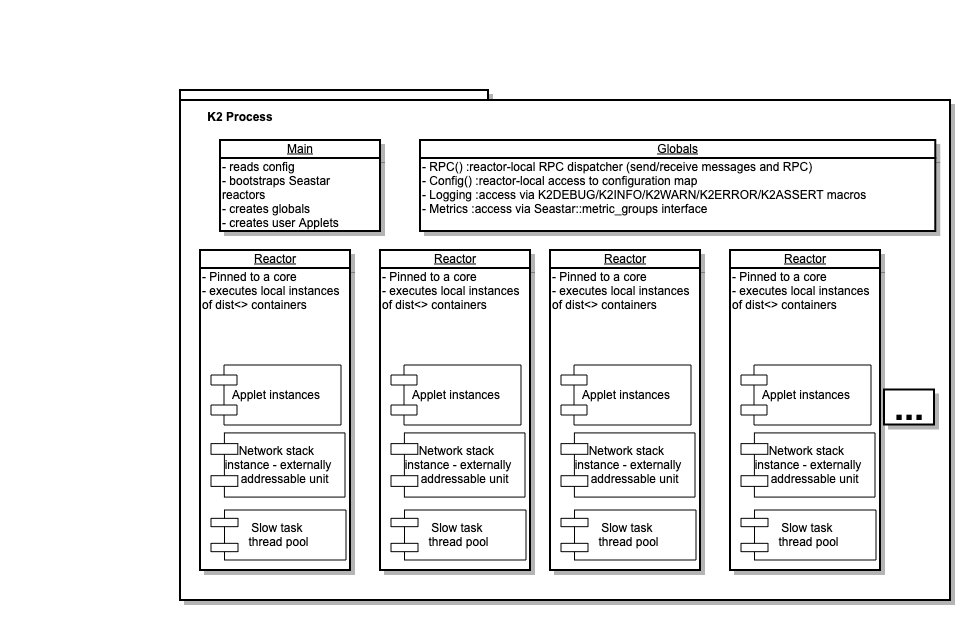 K2 Process
Main
- reads config
- bootstraps Seastar
reactors
- creates globals
- creates user Applets
Globals
- RPC() :reactor-local RPC dispatcher (send/receive messages and RPC)
- Config() :reactor-local access to configuration map
- Logging :access via K2DEBUG/K2INFO/K2WARN/K2ERROR/K2ASSERT macros
- Metrics :access via Seastar::metric_groups interface
Reactor
- Pinned to a core
- executes local instances
of dist<> containers
Applet instances
Network stack
instance - externally
addressable unit
Slow task
thread pool
Reactor
- Pinned to a core
- executes local instances
of dist<> containers
Applet instances
Network stack
instance - externally
addressable unit
Slow task
thread pool
Reactor
- Pinned to a core
- executes local instances
of dist<> containers
Applet instances
Network stack
instance - externally
addressable unit
Slow task
thread pool
Reactor
- Pinned to a core
- executes local instances
of dist<> containers
Applet instances
Network stack
instance - externally
addressable unit
Slow task
thread pool
...